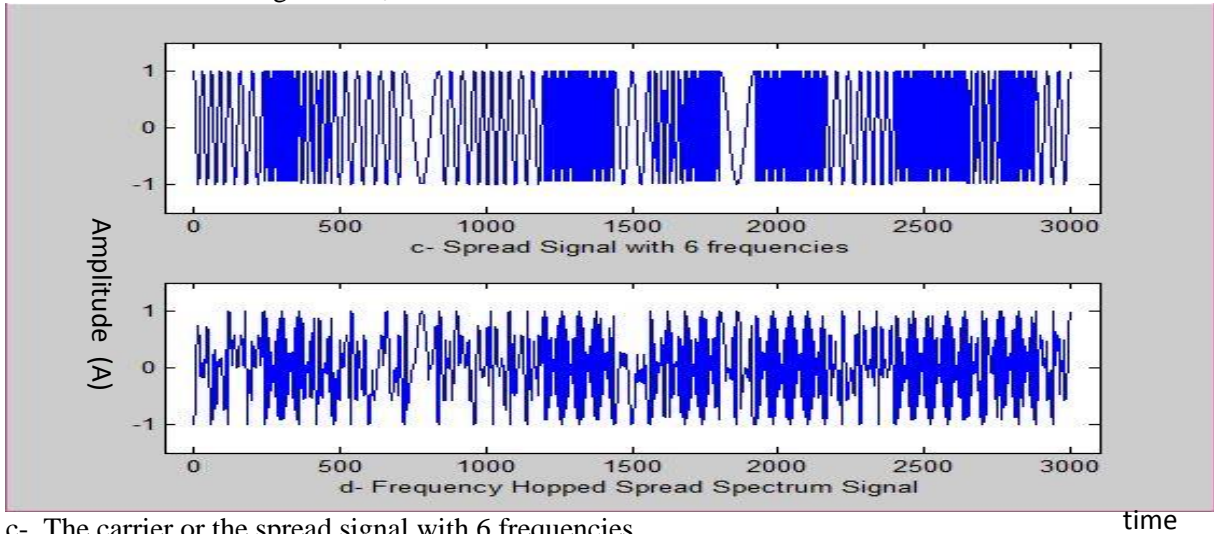 1
0
-1
0 500 1000 1500 2000 2500 3000
c- Spread Signal with 6 frequencies
Amplitude (A)
1
0
-1
0 500 1000 1500 2000 2500 3000
d- Frequency Hopped Spread Spectrum Signal
time
c- The carrier or the spread signal with 6 frequencies